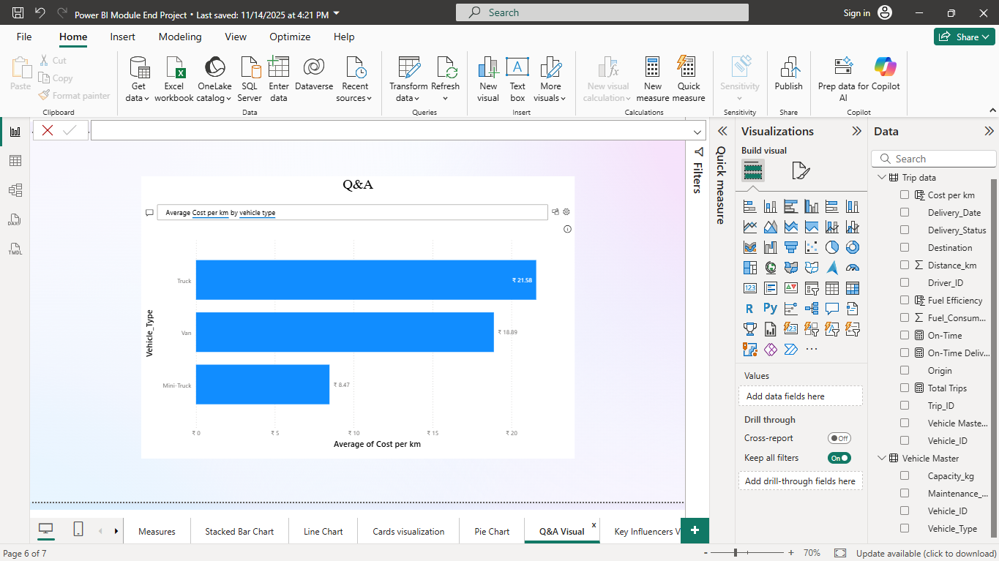 Power BI Module End Project • Last saved: 11/14/2025 at 4:21 PM
Search
Sign in
File
Home
Insert
Modeling
View
Optimize
Help
Share
Paste
Cut
Copy
Format painter
Clipboard
Get data
Excel workbook
OneLake catalog
SQL Server
Enter data
Dataverse
Recent sources
Data
Transform data
Refresh
Queries
New visual
Text box
More visuals
Insert
New visual calculation
New measure
Quick measure
Calculations
Sensitivity
Sensitivity
Publish
Share
Prep data for AI
Copilot
Copilot
DAX
TMDL
Q&A
Average Cost per km by vehicle type
Vehicle_Type
Truck
₹ 21.58
Van
₹ 18.89
Mini-Truck
₹ 8.47
₹ 0
₹ 5
₹ 10
₹ 15
₹ 20
Average of Cost per km
Filters
Quick measure
Visualizations
Build visual
123
R
Py
123
Values
Add data fields here
Drill through
Cross-report
Off
Keep all filters
On
Add drill-through fields here
Data
Search
Trip data
Cost per km
Delivery_Date
Delivery_Status
Destination
Distance_km
Driver_ID
Fuel Efficiency
Fuel_Consum...
On-Time
On-Time Deliv...
Origin
Total Trips
Trip_ID
Vehicle Maste...
Vehicle_ID
Vehicle Master
Capacity_kg
Maintenance_...
Vehicle_ID
Vehicle_Type
Measures
Stacked Bar Chart
Line Chart
Cards visualization
Pie Chart
Q&A Visual
x
Key Influencers V
+
Page 6 of 7
- + 70%
Update available (click to download)